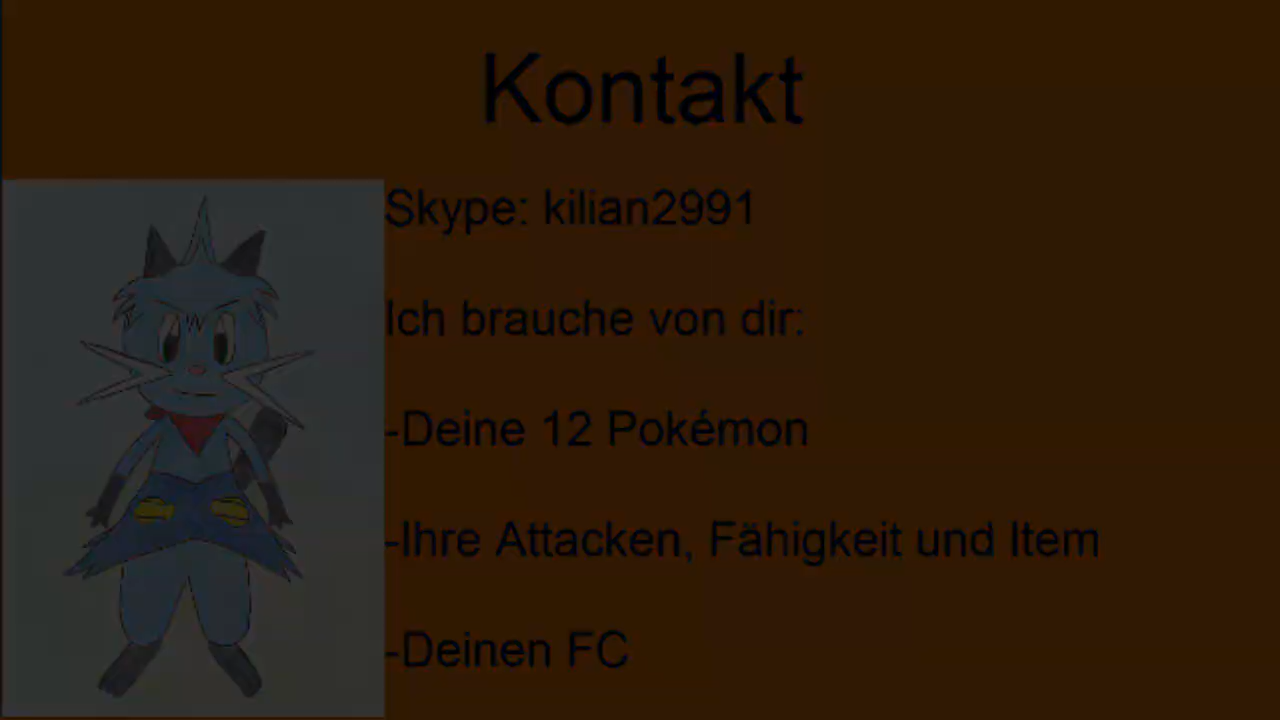 Kontakt
Skype: kilian2991
Ich brauche von dir:
-Deine 12 Pokémon
-Ihre Attacken, Fähigkeit und Item
-Deinen FC